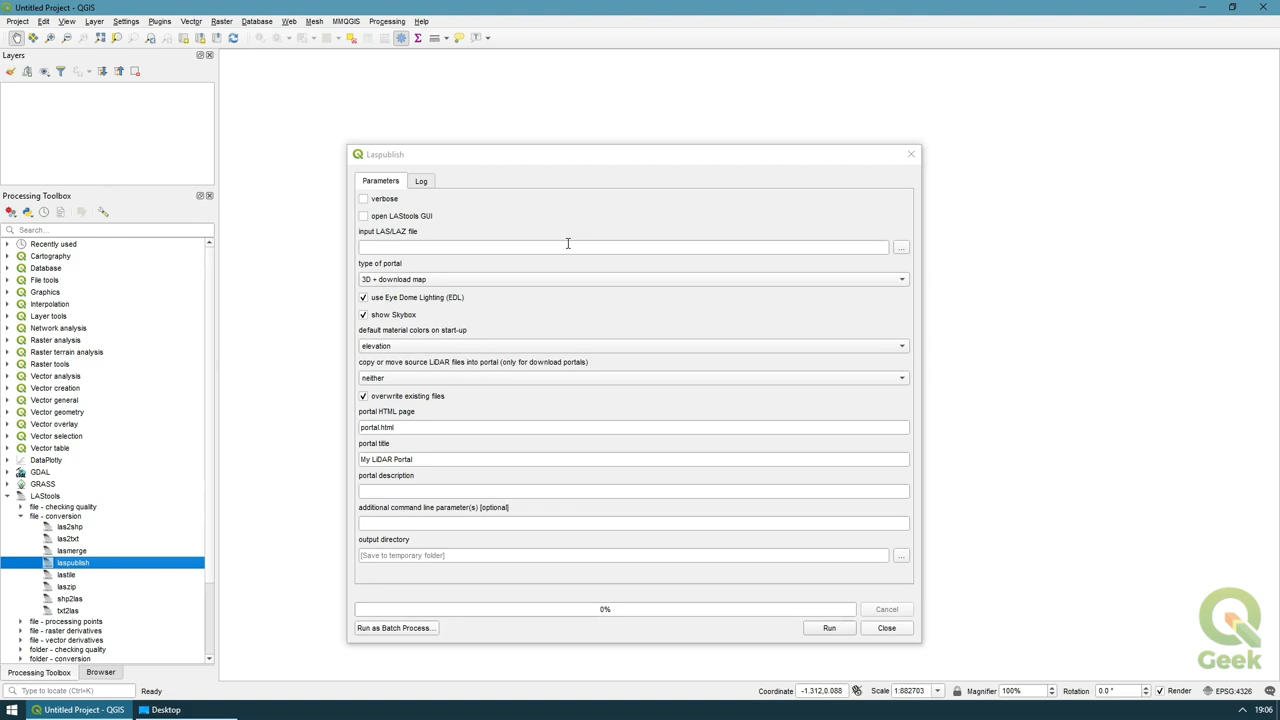 Untitled Project - QGIS
Project Edit View Layer Settings Plugins Vector Raster Database Web Mesh MMQGIS Processing Help
Layers
Processing Toolbox
Search...
Recently used
Cartography
Database
File tools
Graphics
Interpolation
Layer tools
Network analysis
Raster analysis
Raster terrain analysis
Raster tools
Vector analysis
Vector creation
Vector general
Vector geometry
Vector overlay
Vector selection
Vector table
DataPlotly
GDAL
GRASS
LAStools
file - checking quality
file - conversion
las2shp
las2txt
lasmerge
laspublish
lastile
laszip
shp2las
txt2las
file - processing points
file - raster derivatives
file - vector derivatives
folder - checking quality
folder - conversion
Processing Toolbox Browser
Laspublish
Parameters Log
verbose
open LAStools GUI
input LAS/LAZ file
...
type of portal
3D + download map
use Eye Dome Lighting (EDL)
show Skybox
default material colors on start-up
elevation
copy or move source LiDAR files into portal (only for download portals)
neither
overwrite existing files
portal HTML page
portal.html
portal title
My LiDAR Portal
portal description
additional command line parameter(s) [optional]
output directory
[Save to temporary folder] ...
0% Cancel
Run as Batch Process... Run Close
Geek
Type to locate (Ctrl+K) Ready Coordinate -1.312,0.088 Scale 1:882703 Magnifier 100% Rotation 0.0 ° Render EPSG:4326
Untitled Project - QGIS Desktop 19:06